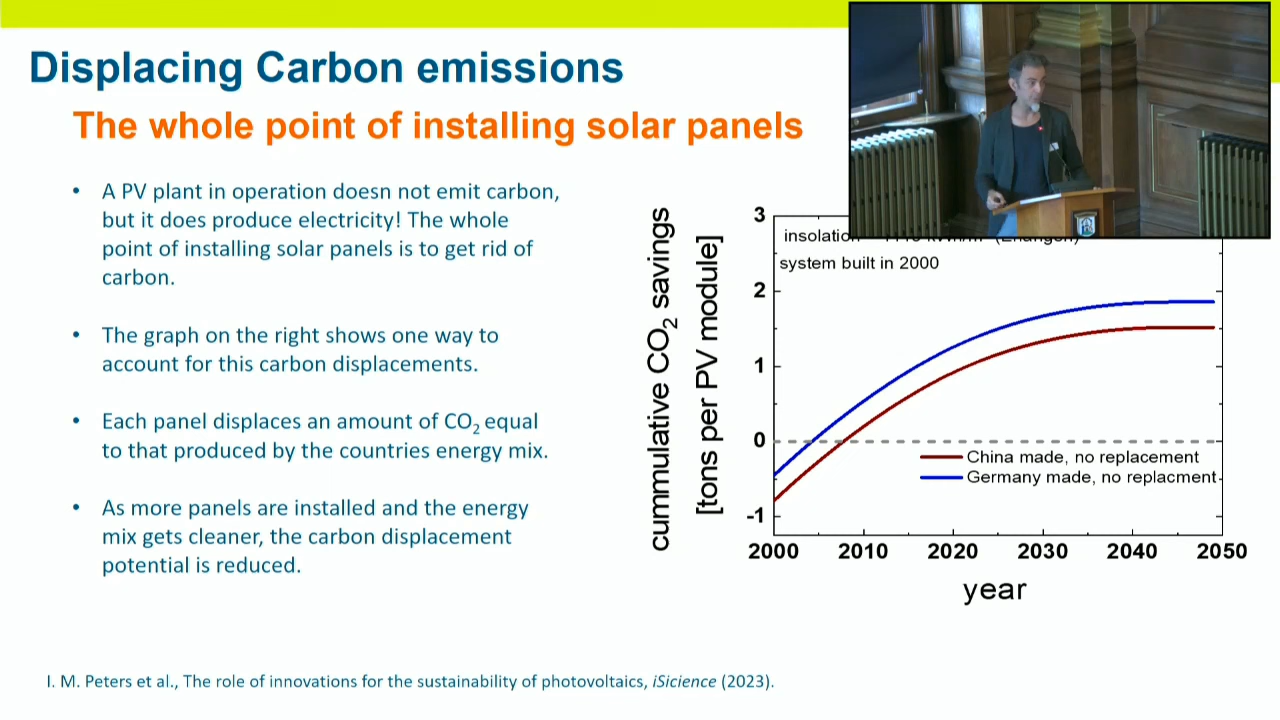 Displacing Carbon emissions
The whole point of installing solar panels
• A PV plant in operation doesn not emit carbon,
but it does produce electricity! The whole
point of installing solar panels is to get rid of
carbon.
• The graph on the right shows one way to
account for this carbon displacements.
• Each panel displaces an amount of CO₂ equal
to that produced by the countries energy mix.
• As more panels are installed and the energy
mix gets cleaner, the carbon displacement
potential is reduced.
cummulative CO₂ savings
[tons per PV module]
3
2
1
0
-1
insolation
system built in 2000
China made, no replacement
Germany made, no replacment
2000 2010 2020 2030 2040 2050
year
I. M. Peters et al., The role of innovations for the sustainability of photovoltaics, iSicience (2023).